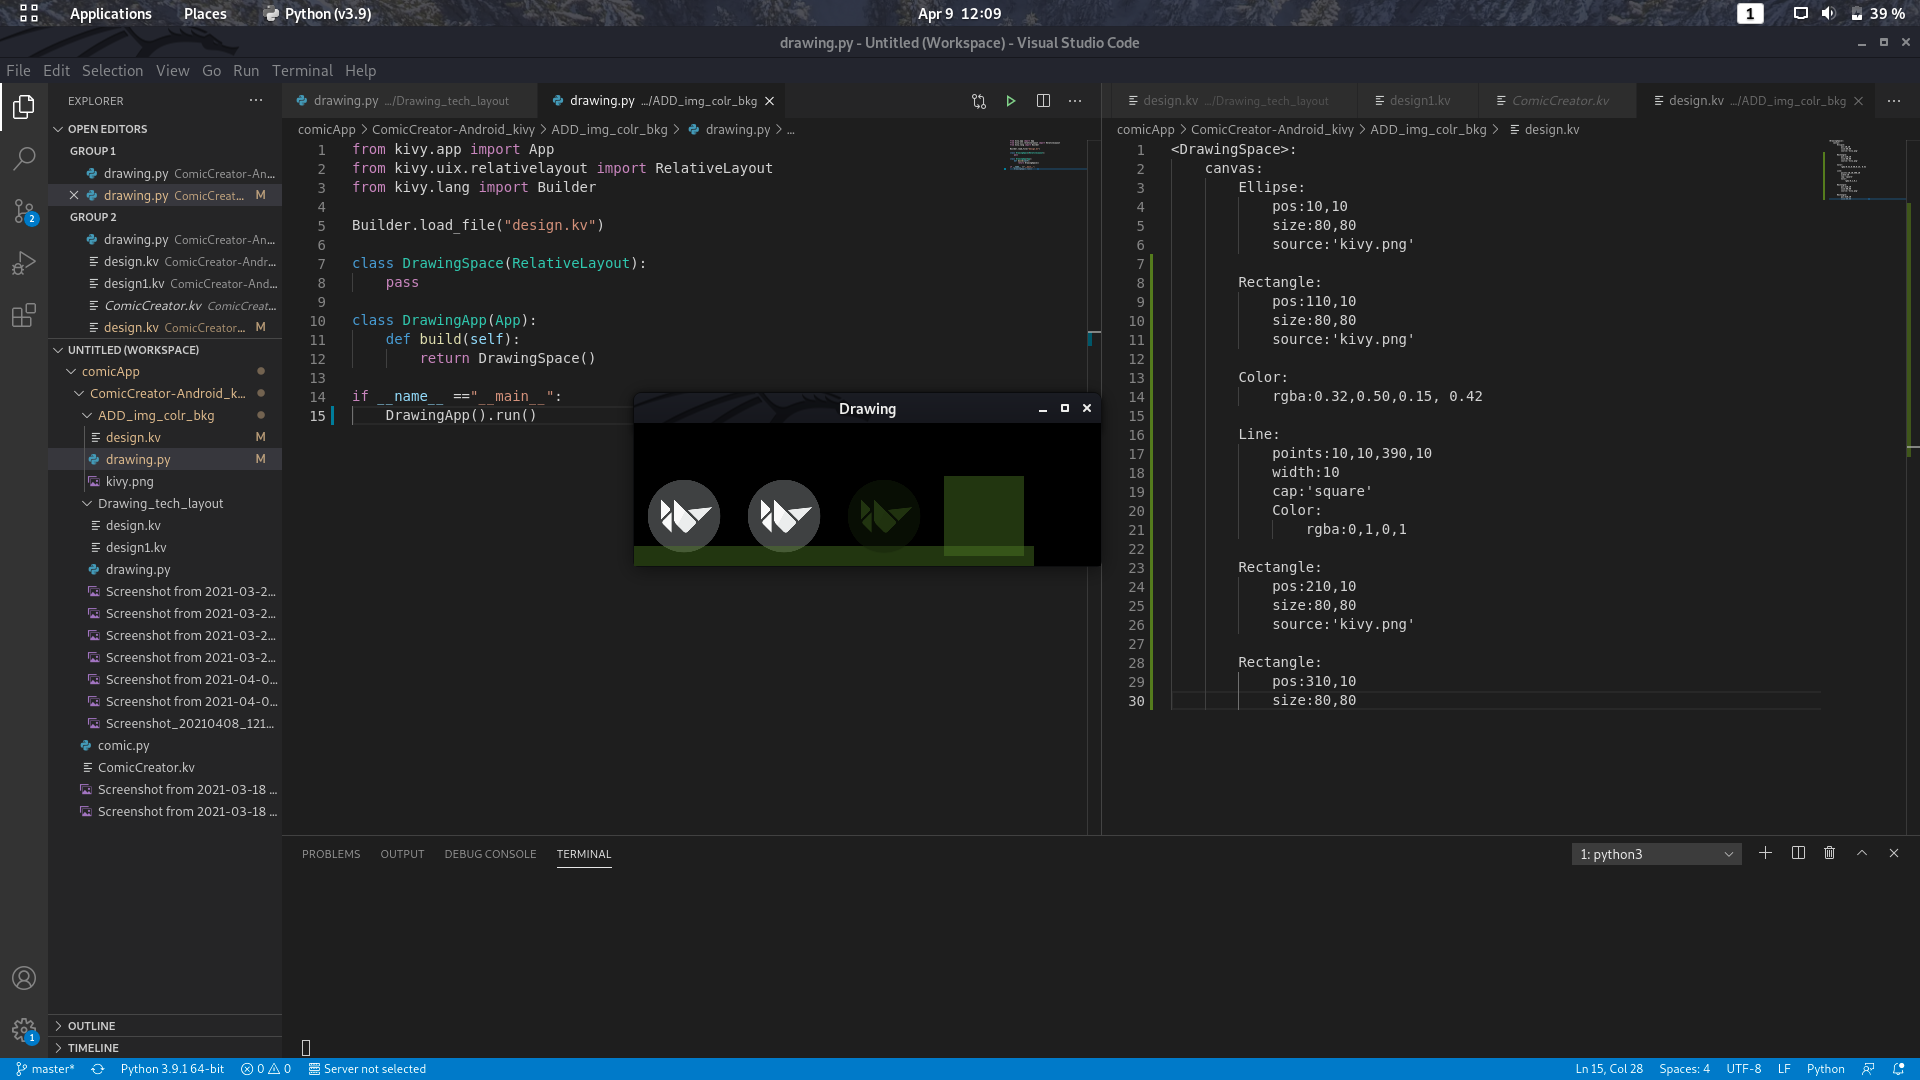 Applications Places Python (v3.9) Apr 9 12:09 1 39 %
drawing.py - Untitled (Workspace) - Visual Studio Code
File Edit Selection View Go Run Terminal Help
EXPLORER
OPEN EDITORS
GROUP 1
drawing.py ComicCreator-An...
drawing.py ComicCreat... M
GROUP 2
drawing.py ComicCreator-An...
design.kv ComicCreator-Andr...
design1.kv ComicCreator-And...
ComicCreator.kv ComicCreat...
design.kv ComicCreator... M
UNTITLED (WORKSPACE)
comicApp
ComicCreator-Android_k...
ADD_img_colr_bkg
design.kv M
drawing.py M
kivy.png
Drawing_tech_layout
design.kv
design1.kv
drawing.py
Screenshot from 2021-03-2...
Screenshot from 2021-03-2...
Screenshot from 2021-03-2...
Screenshot from 2021-03-2...
Screenshot from 2021-04-0...
Screenshot from 2021-04-0...
Screenshot_20210408_121...
comic.py
ComicCreator.kv
Screenshot from 2021-03-18 ...
Screenshot from 2021-03-18 ...
OUTLINE
TIMELINE
2
1
drawing.py .../Drawing_tech_layout drawing.py .../ADD_img_colr_bkg
comicApp > ComicCreator-Android_kivy > ADD_img_colr_bkg > drawing.py > ...
1 from kivy.app import App
2 from kivy.uix.relativelayout import RelativeLayout
3 from kivy.lang import Builder
4
5 Builder.load_file("design.kv")
6
7 class DrawingSpace(RelativeLayout):
8 pass
9
10 class DrawingApp(App):
11 def build(self):
12 return DrawingSpace()
13
14 if __name__ =="__main__":
15 DrawingApp().run()
Drawing
design.kv .../Drawing_tech_layout design1.kv ComicCreator.kv design.kv .../ADD_img_colr_bkg
comicApp > ComicCreator-Android_kivy > ADD_img_colr_bkg > design.kv
1 <DrawingSpace>:
2 canvas:
3 Ellipse:
4 pos:10,10
5 size:80,80
6 source:'kivy.png'
7
8 Rectangle:
9 pos:110,10
10 size:80,80
11 source:'kivy.png'
12
13 Color:
14 rgba:0.32,0.50,0.15, 0.42
15
16 Line:
17 points:10,10,390,10
18 width:10
19 cap:'square'
20 Color:
21 rgba:0,1,0,1
22
23 Rectangle:
24 pos:210,10
25 size:80,80
26 source:'kivy.png'
27
28 Rectangle:
29 pos:310,10
30 size:80,80
PROBLEMS OUTPUT DEBUG CONSOLE TERMINAL 1: python3
master* Python 3.9.1 64-bit 0 0 Server not selected Ln 15, Col 28 Spaces: 4 UTF-8 LF Python